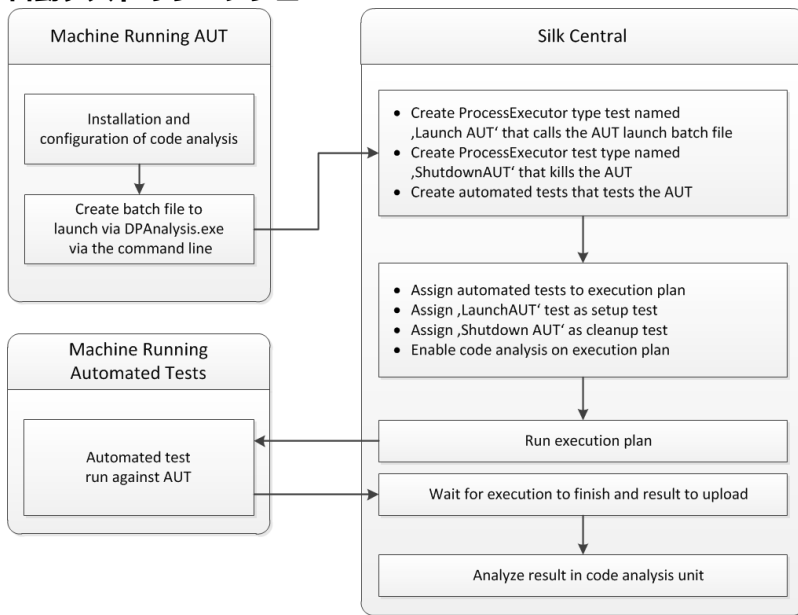 Machine Running AUT
Installation and
configuration of code analysis
Create batch file to
launch via DPAnalysis.exe
via the command line
Machine Running
Automated Tests
Automated test
run against AUT
Silk Central
• Create ProcessExecutor type test named
‚Launch AUT‘ that calls the AUT launch batch file
• Create ProcessExecutor test type named
‚ShutdownAUT‘ that kills the AUT
• Create automated tests that tests the AUT
• Assign automated tests to execution plan
• Assign ‚LaunchAUT‘ test as setup test
• Assign ‚Shutdown AUT‘ as cleanup test
• Enable code analysis on execution plan
Run execution plan
Wait for execution to finish and result to upload
Analyze result in code analysis unit